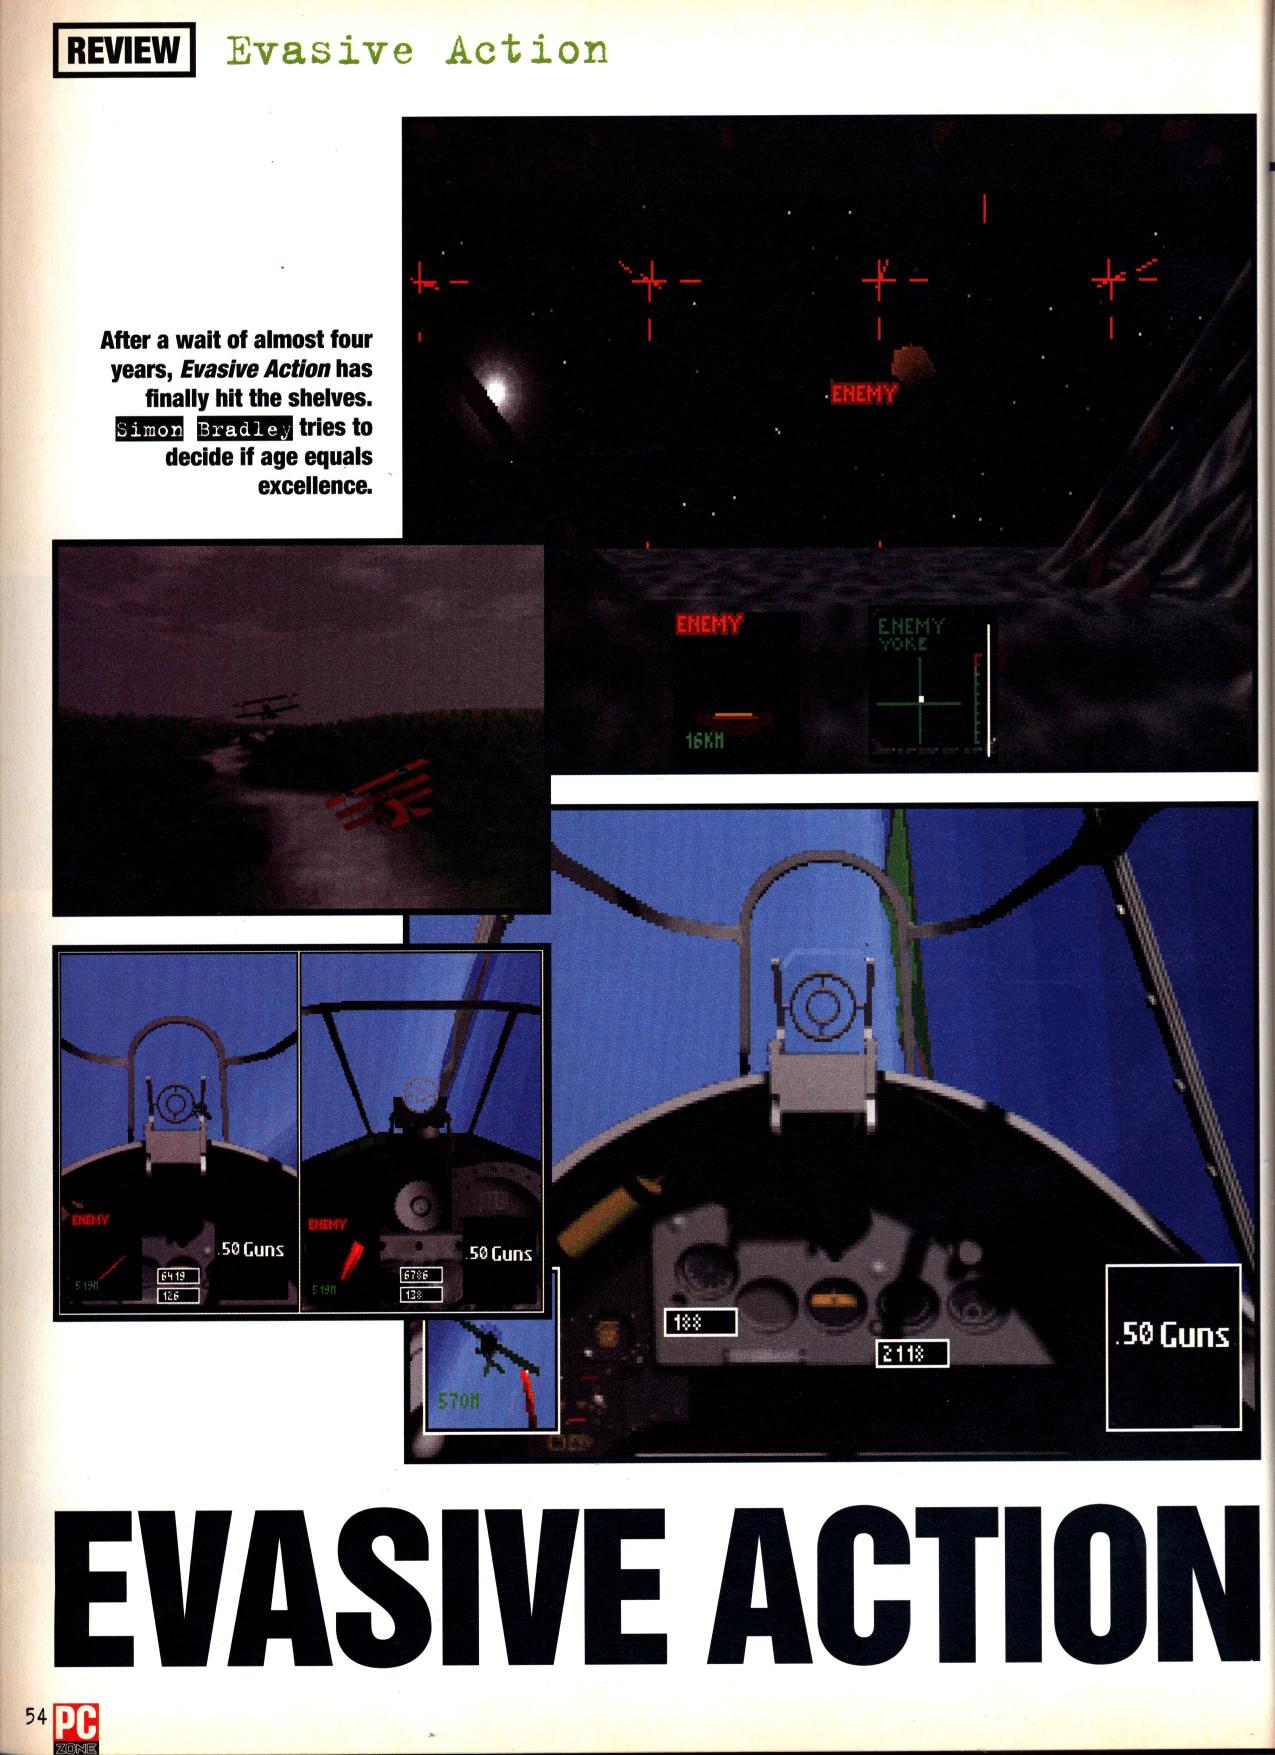 REVIEW Evasive Action
After a wait of almost four
years, Evasive Action has
finally hit the shelves.
Simon Bradley tries to
decide if age equals
excellence.
ENEMY
ENEMY
16KM
ENEMY
YOKE
ENEMY
519M
6419
126
.50 Guns
ENEMY
519M
6786
138
.50 Guns
570M
188
2118
.50 Guns
EVASIVE ACTION
54 PC
ZONE